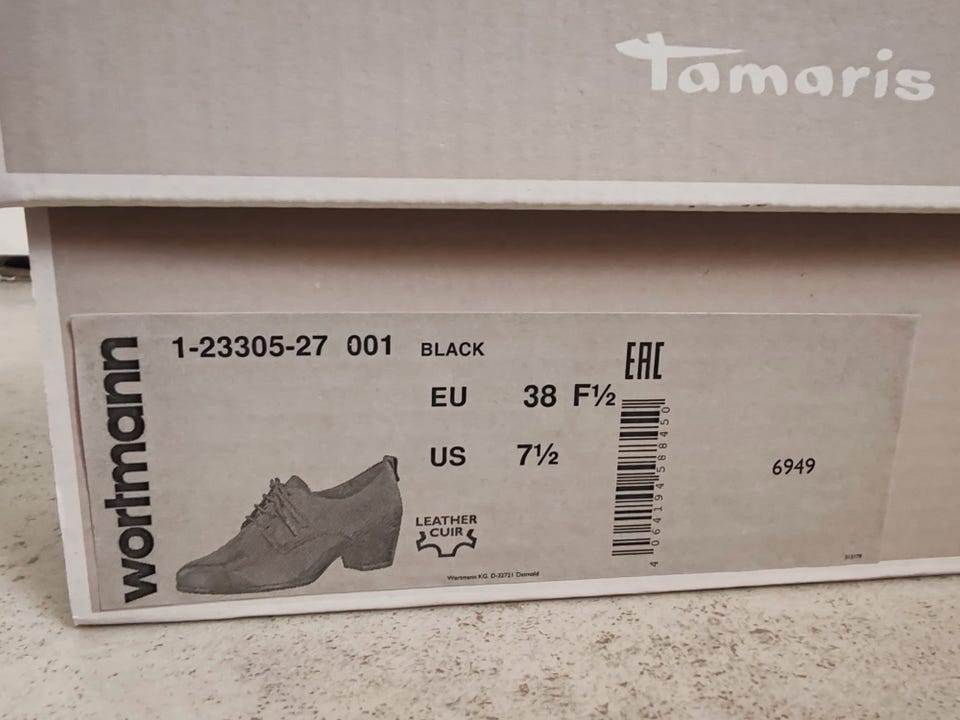 Tamaris
wortmann
1-23305-27 001 BLACK
EAC
EU 38 F½
US 7½
6949
LEATHER
CUIR
4 064194 588450
Wortmann KG D-32721 Detmold